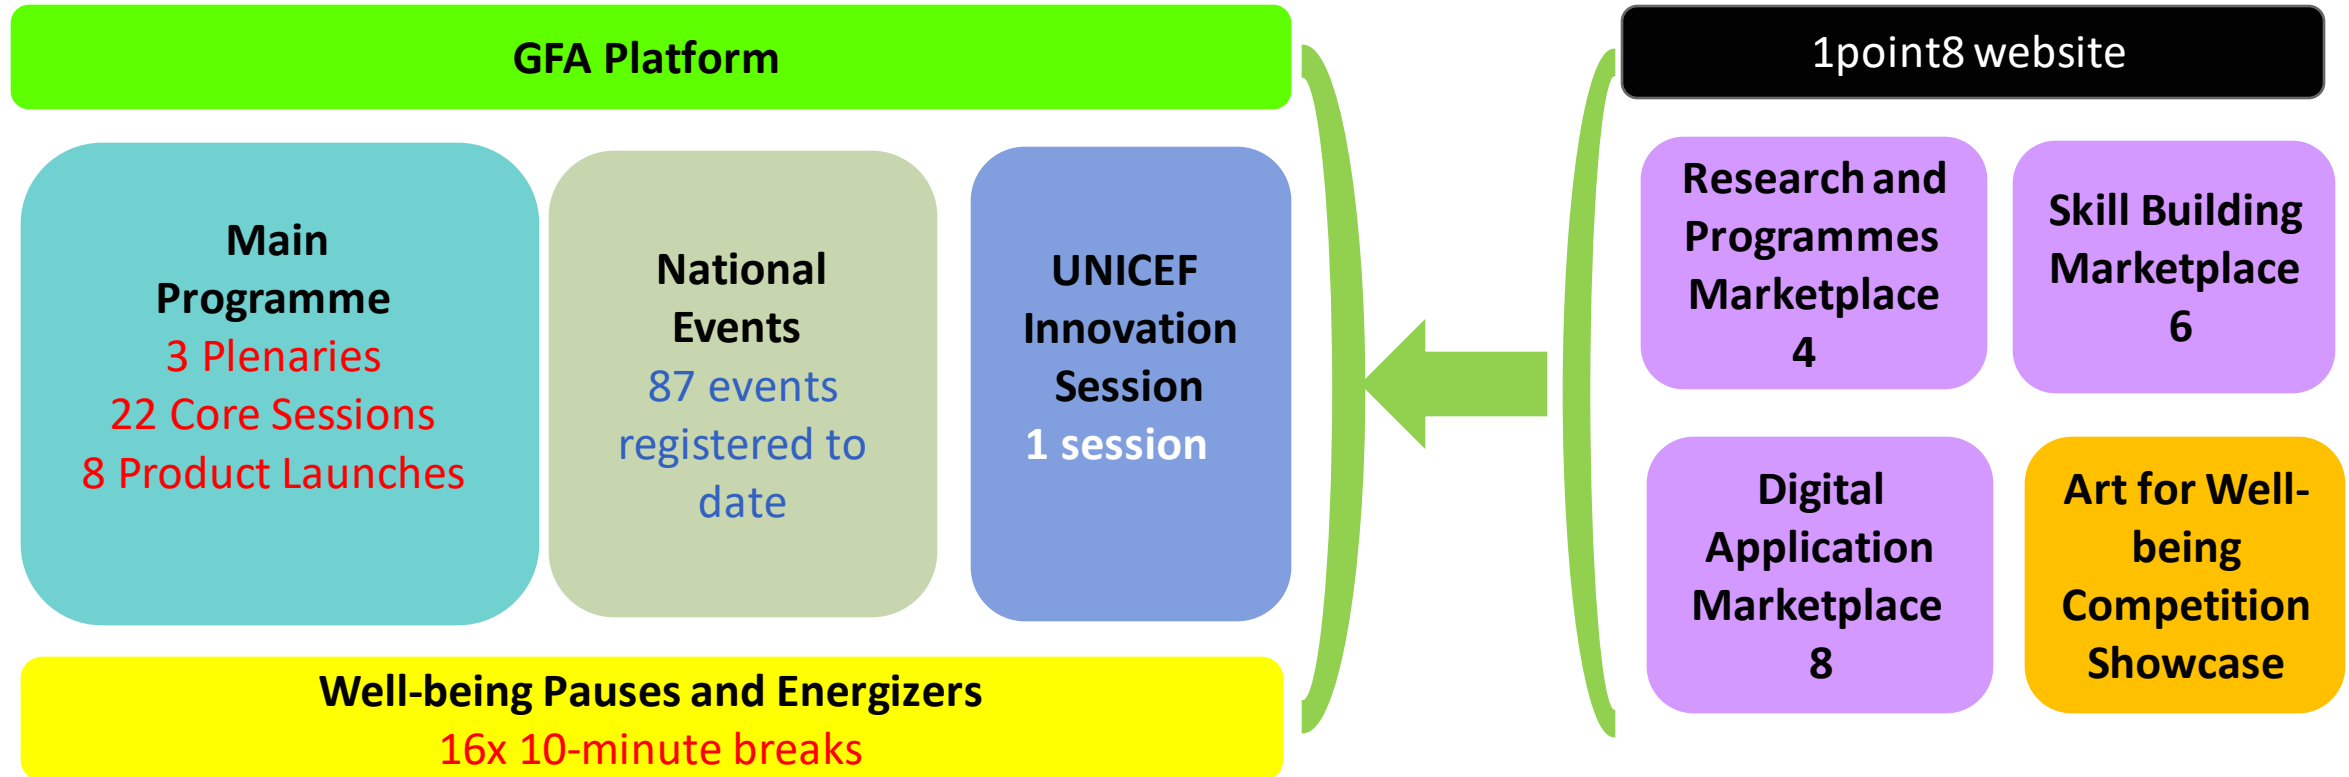 GFA Platform
Main
Programme
3 Plenaries
22 Core Sessions
8 Product Launches
National
Events
87 events
registered to
date
UNICEF
Innovation
Session
1 session
Well-being Pauses and Energizers
16x 10-minute breaks
1point8 website
Research and
Programmes
Marketplace
4
Skill Building
Marketplace
6
Digital
Application
Marketplace
8
Art for Well-
being
Competition
Showcase